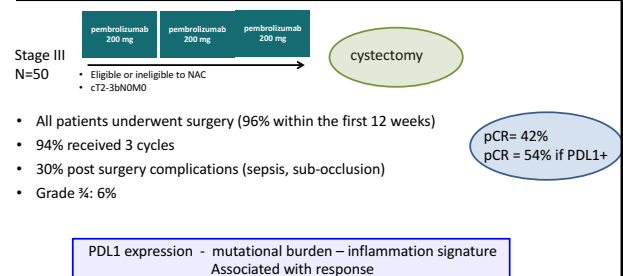 pembrolizumab
200 mg
pembrolizumab
200 mg
pembrolizumab
200 mg
Stage III
N=50
• Eligible or ineligible to NAC
• cT2-3bN0M0
cystectomy
• All patients underwent surgery (96% within the first 12 weeks)
• 94% received 3 cycles
• 30% post surgery complications (sepsis, sub-occlusion)
• Grade ¾: 6%
pCR= 42%
pCR = 54% if PDL1+
PDL1 expression - mutational burden – inflammation signature
Associated with response